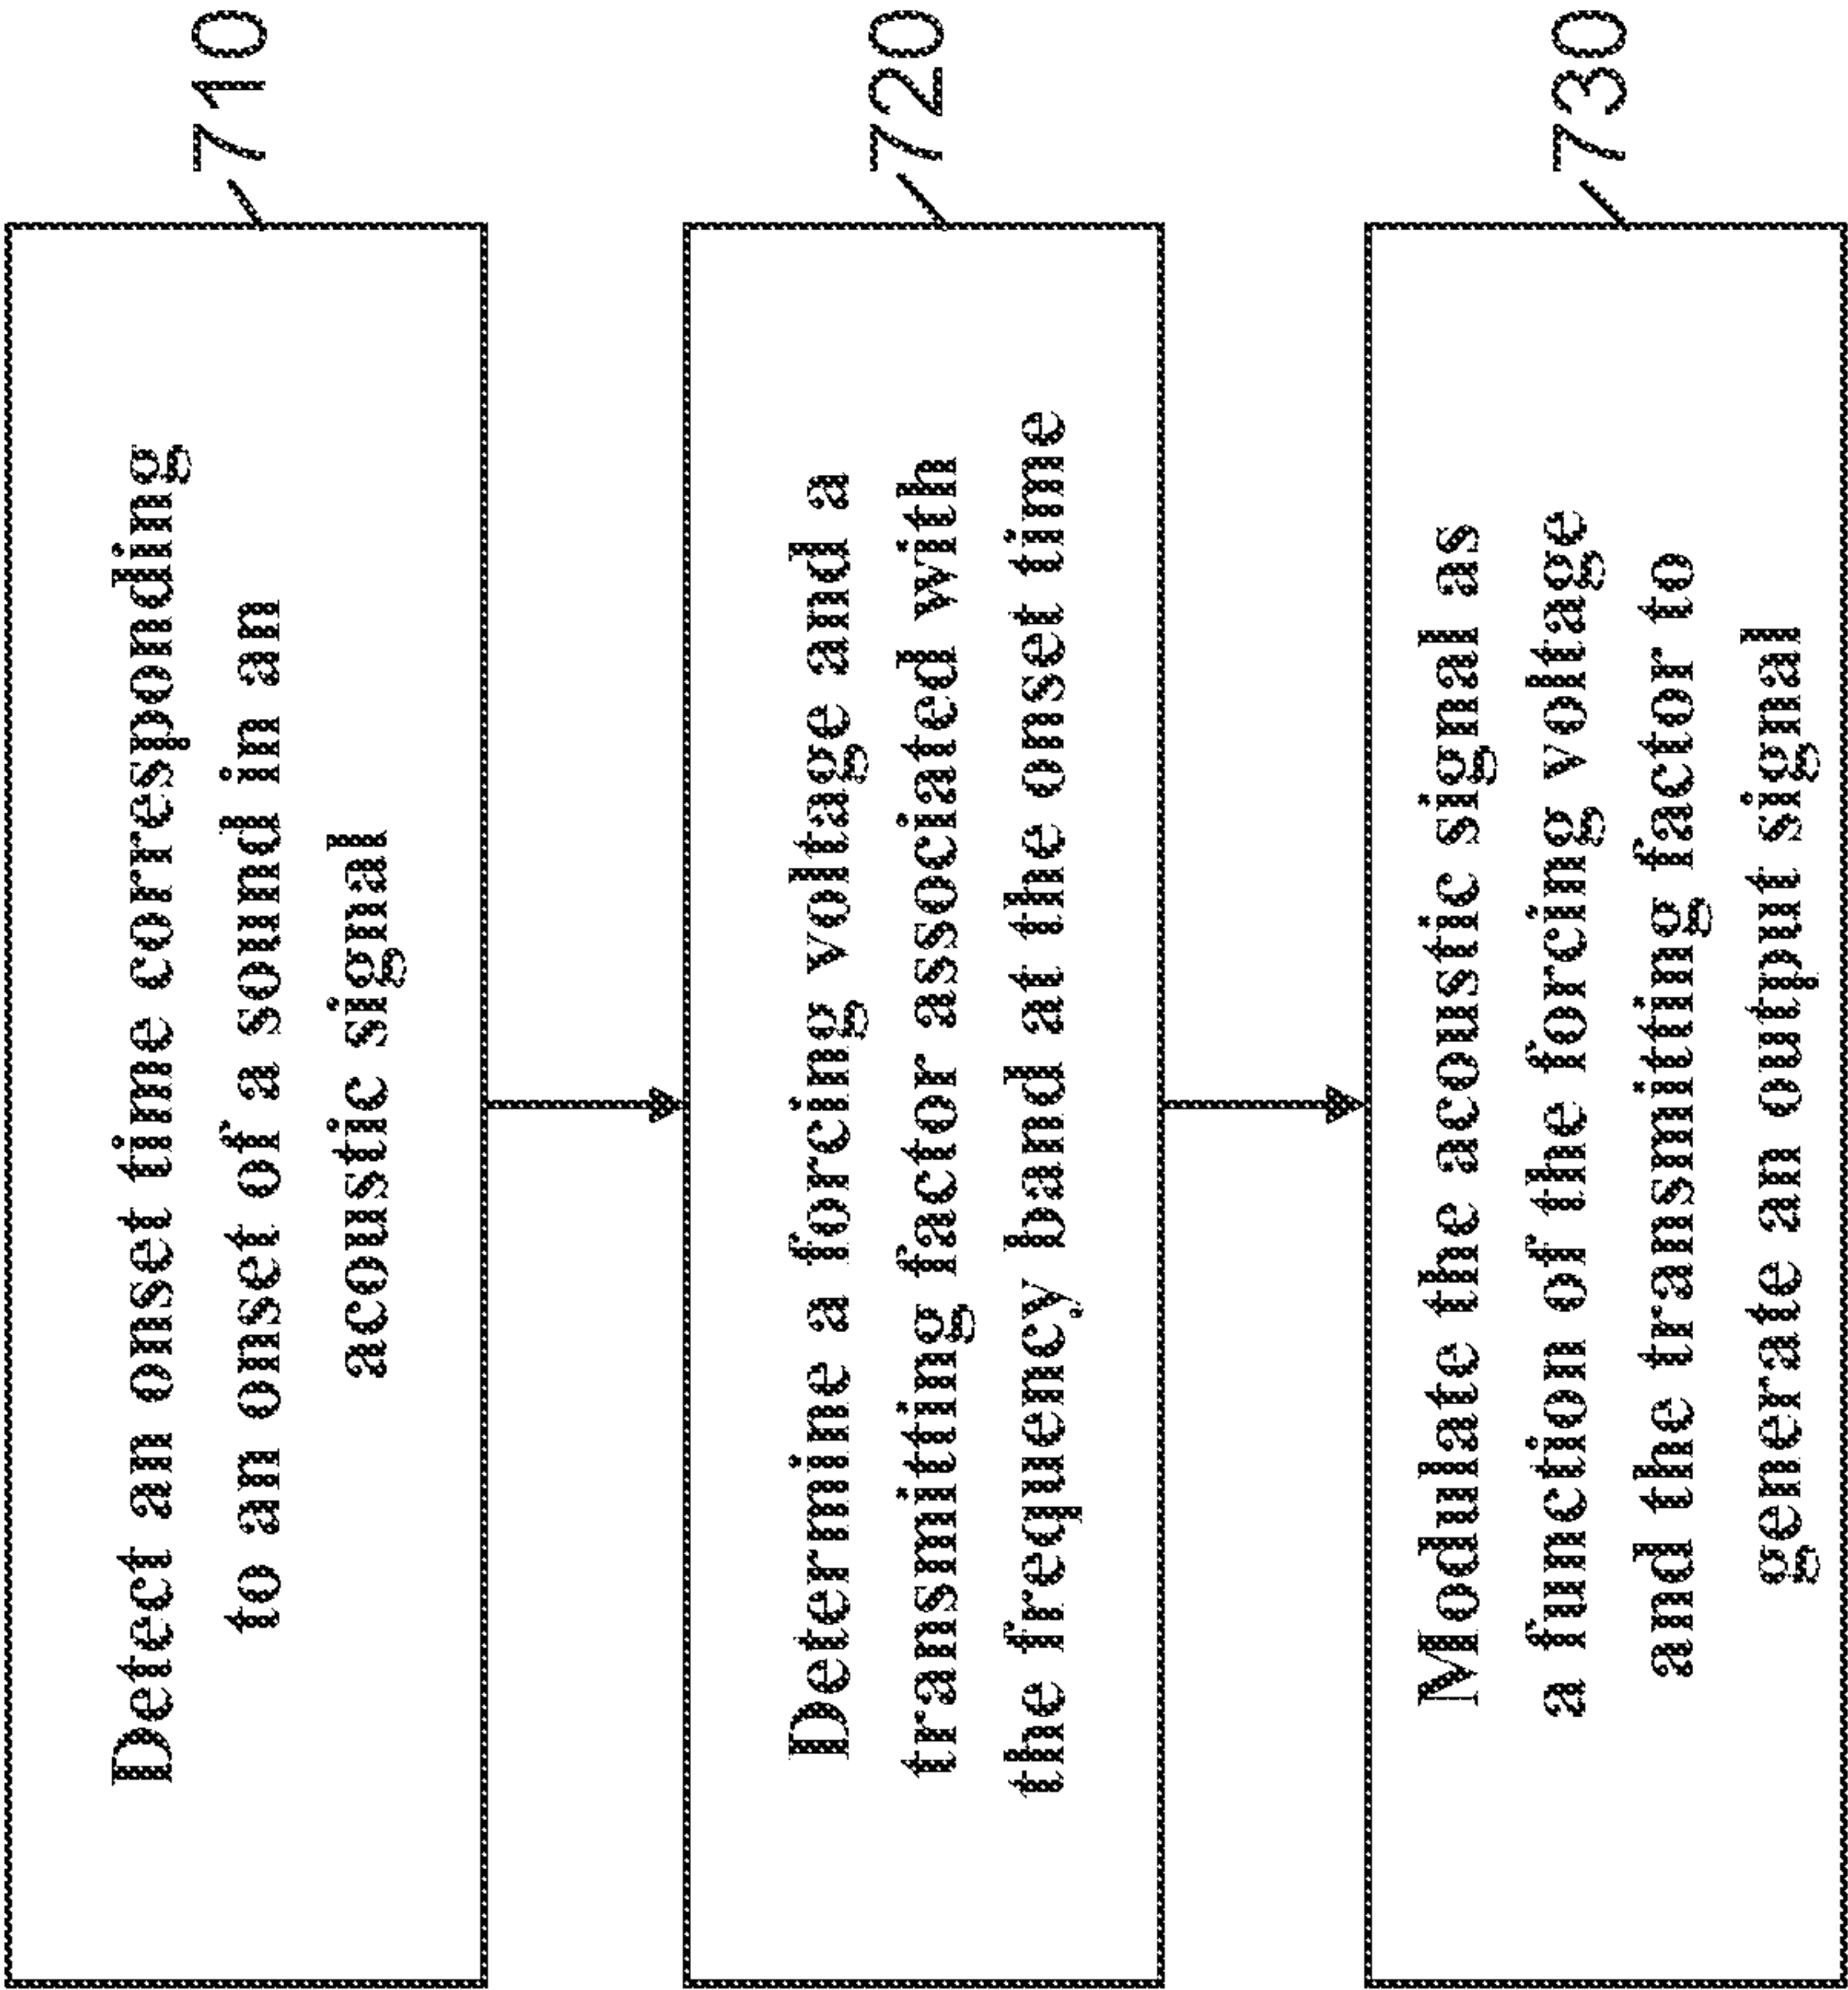 Detect an onset time corresponding
to an onset of a sound in an
acoustic signal
710
Determine a forcing voltage and a
transmitting factor associated with
the frequency band at the onset time
720
Modulate the acoustic signal as
a function of the forcing voltage
and the transmitting factor to
generate an output signal
730